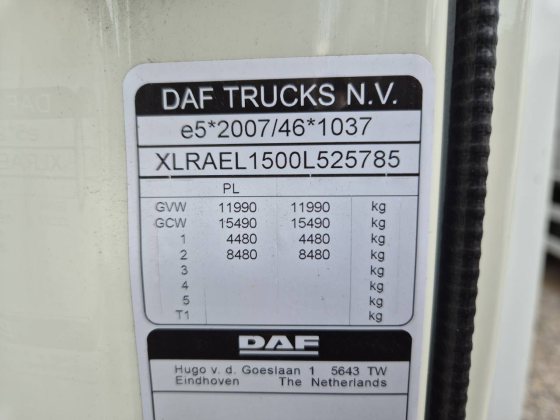 DAF TRUCKS N.V.
e5*2007/46*1037
XLRAEL1500L525785
PL
GVW 11990 11990 kg
GCW 15490 15490 kg
1 4480 4480 kg
2 8480 8480 kg
3 kg
4 kg
5 kg
T1 kg
DAF
Hugo v. d. Goeslaan 1 5643 TW
Eindhoven The Netherlands